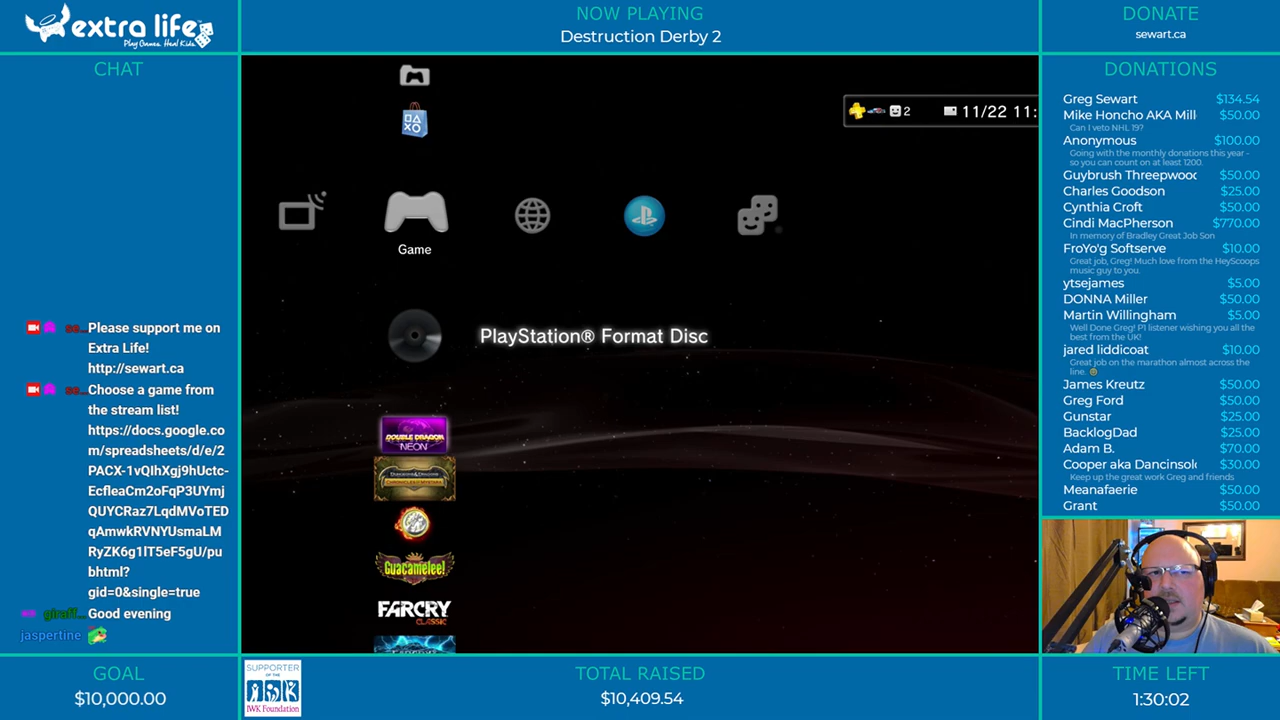 extra life
Play Games. Heal Kids.
NOW PLAYING
Destruction Derby 2
DONATE
sewart.ca
CHAT
Please support me on
Extra Life!
http://sewart.ca
Choose a game from
the stream list!
https://docs.google.co
m/spreadsheets/d/e/2
PACX-1vQIhXgj9hUctc-
EcfleaCm2oFqP3UYmj
QUYCRaz7LqdMVoTED
qAmwkRVNYUsmaLM
RyZK6g1lT5eF5gU/pu
bhtml?
gid=0&single=true
giraff... Good evening
jaspertine
2 11/22 11:
Game
PlayStation® Format Disc
DOUBLE DRAGON
NEON
DUNGEONS & DRAGONS
Guacamelee!
FARCRY
CLASSIC
DONATIONS
Greg Sewart $134.54
Mike Honcho AKA Mill $50.00
Can I veto NHL 19?
Anonymous $100.00
Going with the monthly donations this year -
so you can count on at least 1200.
Guybrush Threepwood $50.00
Charles Goodson $25.00
Cynthia Croft $50.00
Cindi MacPherson $770.00
In memory of Bradley Great Job Son
FroYo'g Softserve $10.00
Great job, Greg! Much love from the HeyScoops
music guy to you.
ytsejames $5.00
DONNA Miller $50.00
Martin Willingham $5.00
Well Done Greg! P1 listener wishing you all the
best from the UK!
jared liddicoat $10.00
Great job on the marathon almost across the
line.
James Kreutz $50.00
Greg Ford $50.00
Gunstar $25.00
BacklogDad $25.00
Adam B. $70.00
Cooper aka Dancinsolo $30.00
Keep up the great work Greg and friends
Meanafaerie $50.00
Grant $50.00
GOAL
$10,000.00
SUPPORTER
OF THE
IWK Foundation
TOTAL RAISED
$10,409.54
TIME LEFT
1:30:02